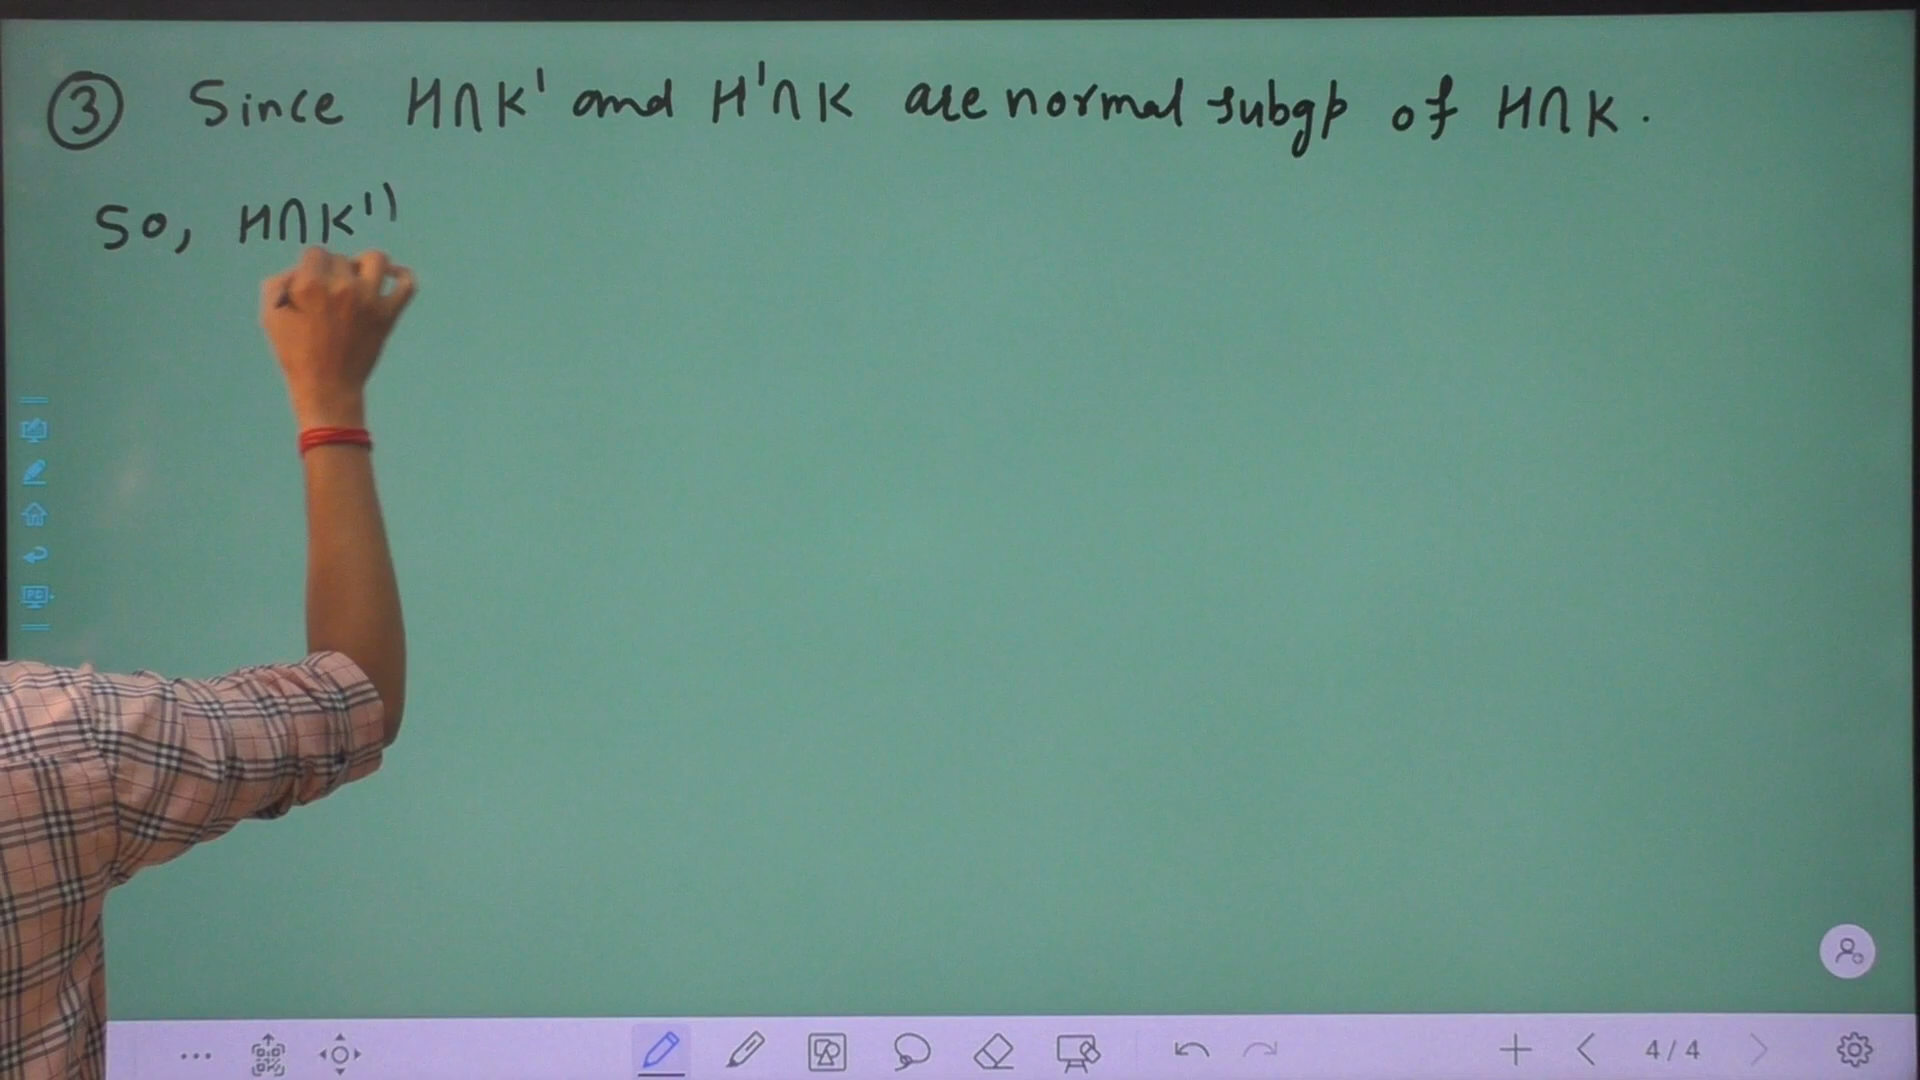 ③ Since H∩K' and H'∩K are normal subgp of H∩K.
So, H∩K')
4/4